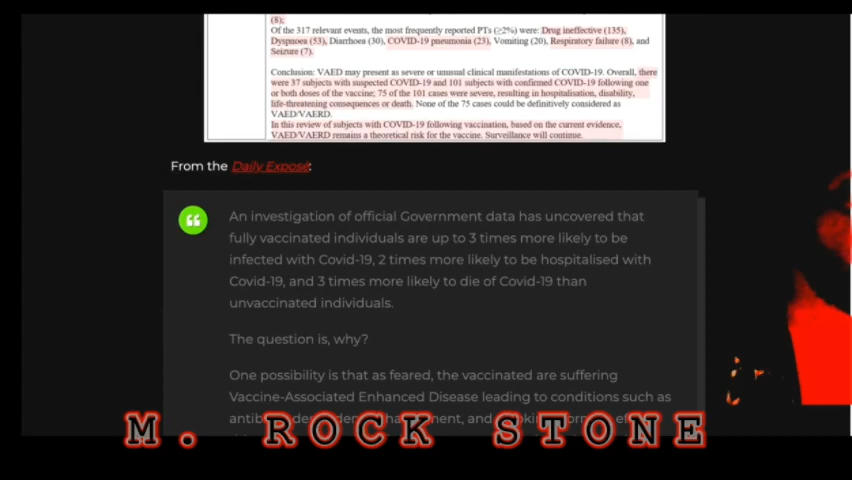 (8);
Of the 317 relevant events, the most frequently reported PTs (≥2%) were: Drug ineffective (135),
Dyspnoea (53), Diarrhoea (30), COVID-19 pneumonia (23), Vomiting (20), Respiratory failure (8), and
Seizure (7).
Conclusion: VAED may present as severe or unusual clinical manifestations of COVID-19. Overall, there
were 37 subjects with suspected COVID-19 and 101 subjects with confirmed COVID-19 following one
or both doses of the vaccine; 75 of the 101 cases were severe, resulting in hospitalisation, disability,
life-threatening consequences or death. None of the 75 cases could be definitively considered as
VAED/VAERD.
In this review of subjects with COVID-19 following vaccination, based on the current evidence,
VAED/VAERD remains a theoretical risk for the vaccine. Surveillance will continue.
From the Daily Exposé:
An investigation of official Government data has uncovered that
fully vaccinated individuals are up to 3 times more likely to be
infected with Covid-19, 2 times more likely to be hospitalised with
Covid-19, and 3 times more likely to die of Covid-19 than
unvaccinated individuals.
The question is, why?
One possibility is that as feared, the vaccinated are suffering
Vaccine-Associated Enhanced Disease leading to conditions such as
and
M. ROCK STONE